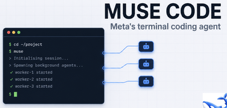 MUSE CODE
Meta's terminal coding agent
$ cd ~/project
$ muse
> Initializing session...
> Spawning background agents...
✓ worker-1 started
✓ worker-2 started
✓ worker-3 started
$